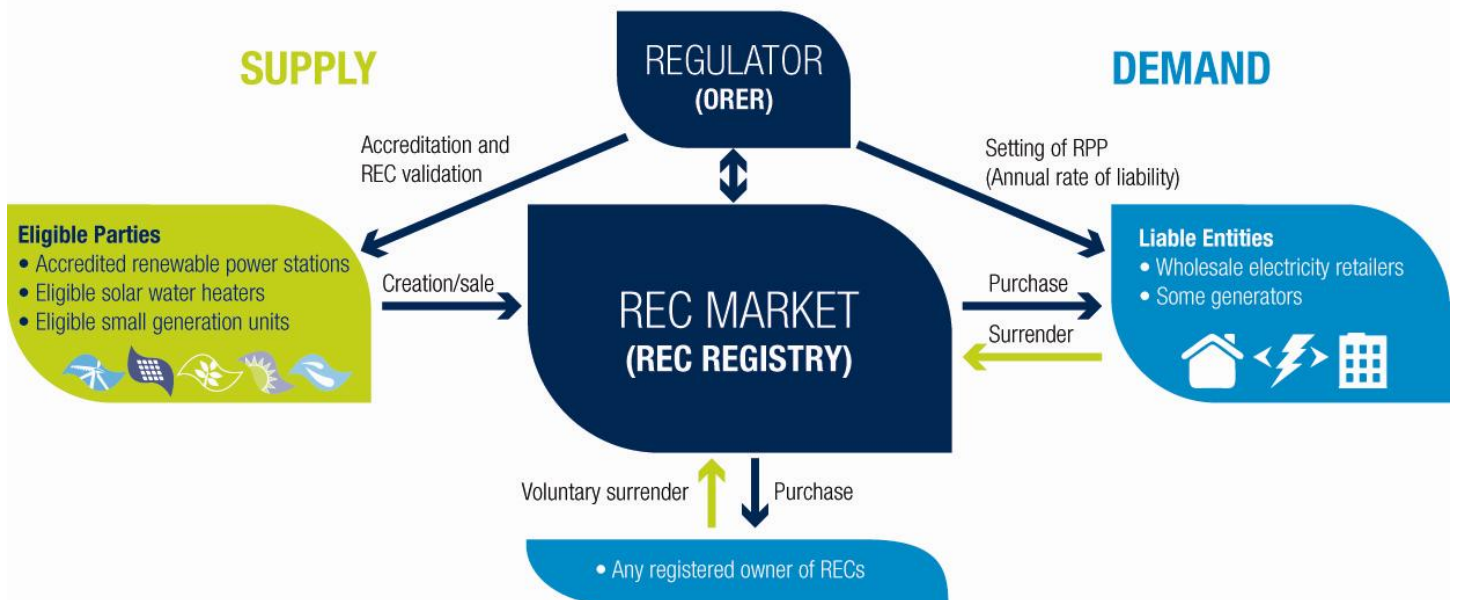 SUPPLY
REGULATOR
(ORER)
DEMAND
Accreditation and
REC validation
Setting of RPP
(Annual rate of liability)
Eligible Parties
• Accredited renewable power stations
• Eligible solar water heaters
• Eligible small generation units
Creation/sale
REC MARKET
(REC REGISTRY)
Purchase
Surrender
Liable Entities
• Wholesale electricity retailers
• Some generators
Voluntary surrender
Purchase
• Any registered owner of RECs